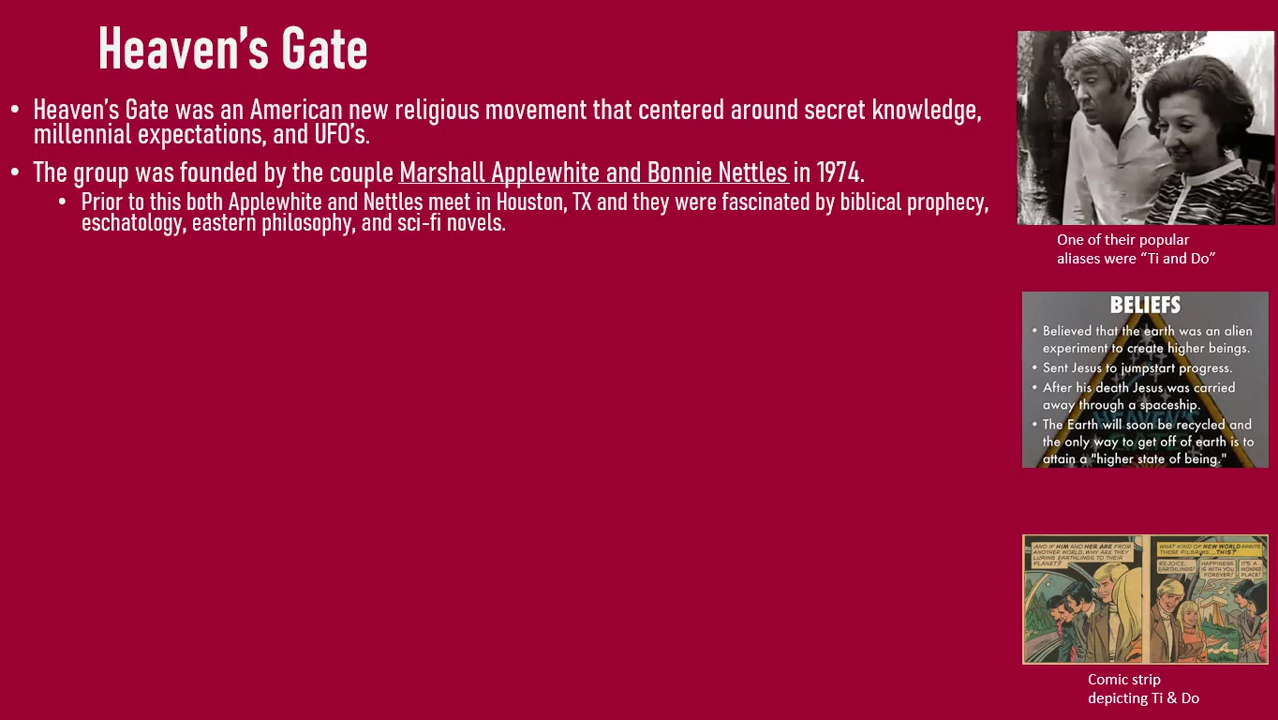 Heaven's Gate
• Heaven's Gate was an American new religious movement that centered around secret knowledge,
millennial expectations, and UFO's.
• The group was founded by the couple Marshall Applewhite and Bonnie Nettles in 1974.
• Prior to this both Applewhite and Nettles meet in Houston, TX and they were fascinated by biblical prophecy,
eschatology, eastern philosophy, and sci-fi novels.
One of their popular
aliases were “Ti and Do”
BELIEFS
• Believed that the earth was an alien
experiment to create higher beings.
• Sent Jesus to jumpstart progress.
• After his death Jesus was carried
away through a spaceship.
• The Earth will soon be recycled and
the only way to get off of earth is to
attain a "higher state of being."
AND IF HIM AND HER ARE FROM
ANOTHER WORLD, WHY ARE THEY
LURING EARTHLINGS TO THEIR
PLANET?
WHAT KIND OF NEW WORLD AWAITS
THESE PILGRIMS...THIS?
REJOICE,
EARTHLINGS!
HAPPINESS
IS WITH YOU
FOREVER!
IT'S A
WONDER
PLACE!
Comic strip
depicting Ti & Do